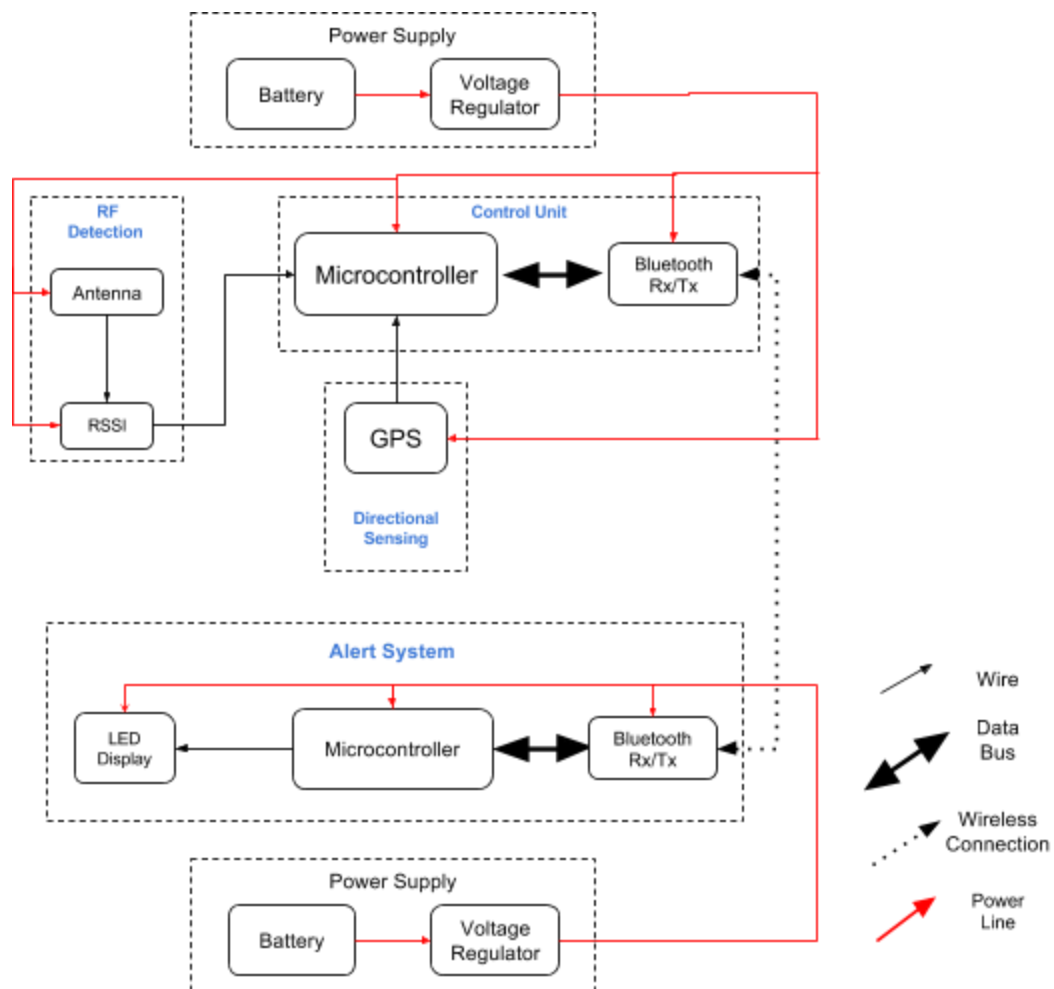 Power Supply
Battery
Voltage
Regulator
RF
Detection
Control Unit
Microcontroller
Bluetooth
Rx/Tx
Antenna
RSSI
GPS
Directional
Sensing
Alert System
LED
Display
Microcontroller
Bluetooth
Rx/Tx
Wire
Data
Bus
Wireless
Connection
Power
Line
Power Supply
Battery
Voltage
Regulator